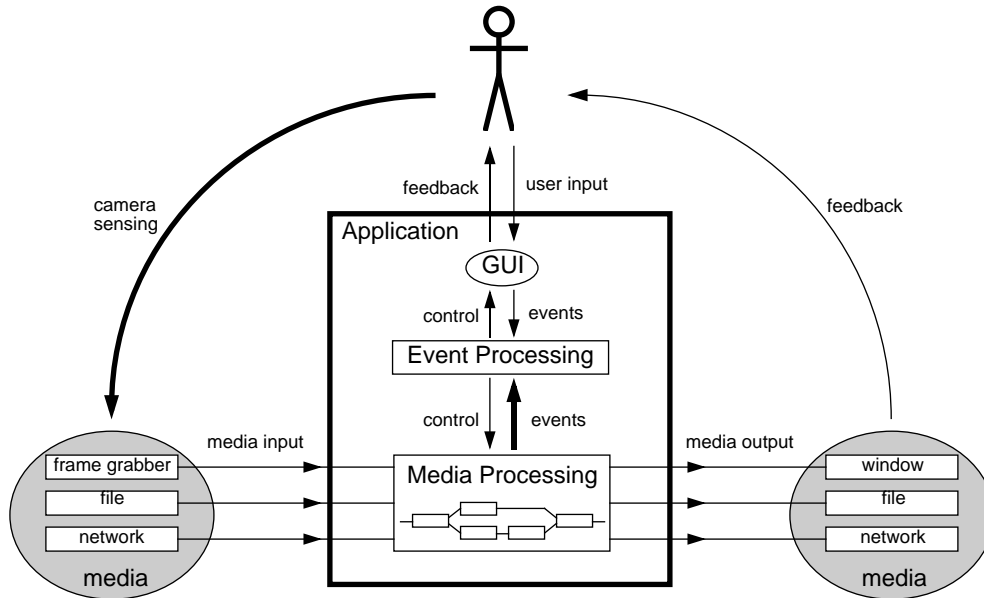 feedback
user input
camera
sensing
feedback
Application
GUI
control
events
Event Processing
control
events
media input
media output
frame grabber
file
network
media
Media Processing
window
file
network
media